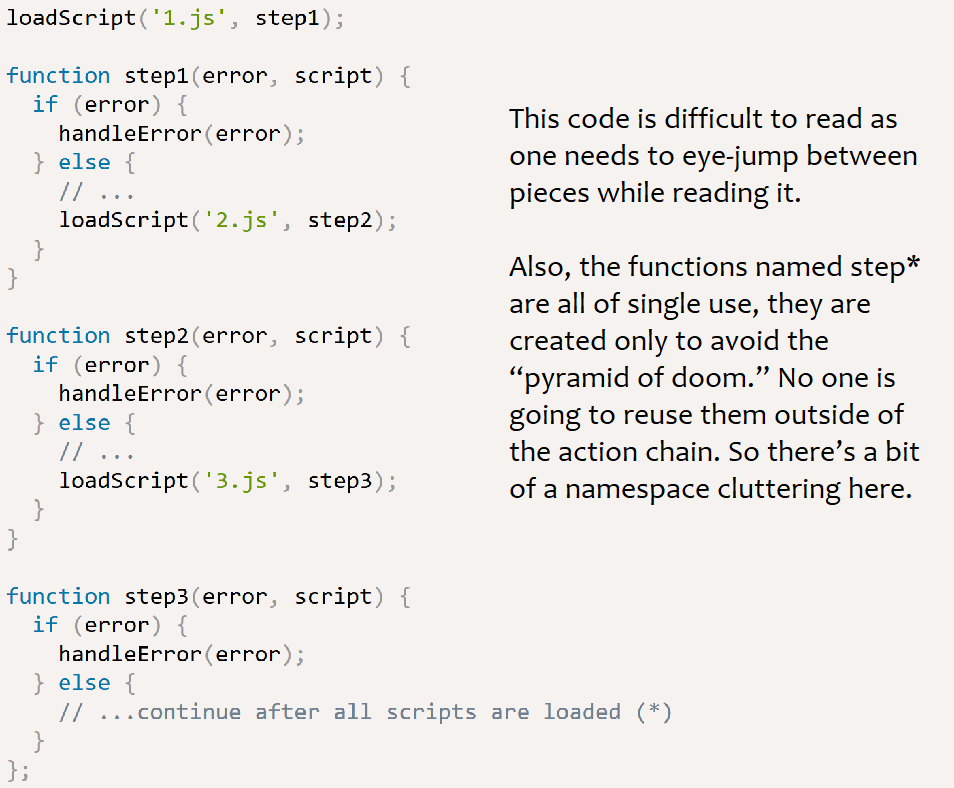 loadScript('1.js', step1);

function step1(error, script) {
  if (error) {
    handleError(error);
  } else {
    // ...
    loadScript('2.js', step2);
  }
}

function step2(error, script) {
  if (error) {
    handleError(error);
  } else {
    // ...
    loadScript('3.js', step3);
  }
}

function step3(error, script) {
  if (error) {
    handleError(error);
  } else {
    // ...continue after all scripts are loaded (*)
  }
};

This code is difficult to read as
one needs to eye-jump between
pieces while reading it.

Also, the functions named step*
are all of single use, they are
created only to avoid the
“pyramid of doom.” No one is
going to reuse them outside of
the action chain. So there’s a bit
of a namespace cluttering here.